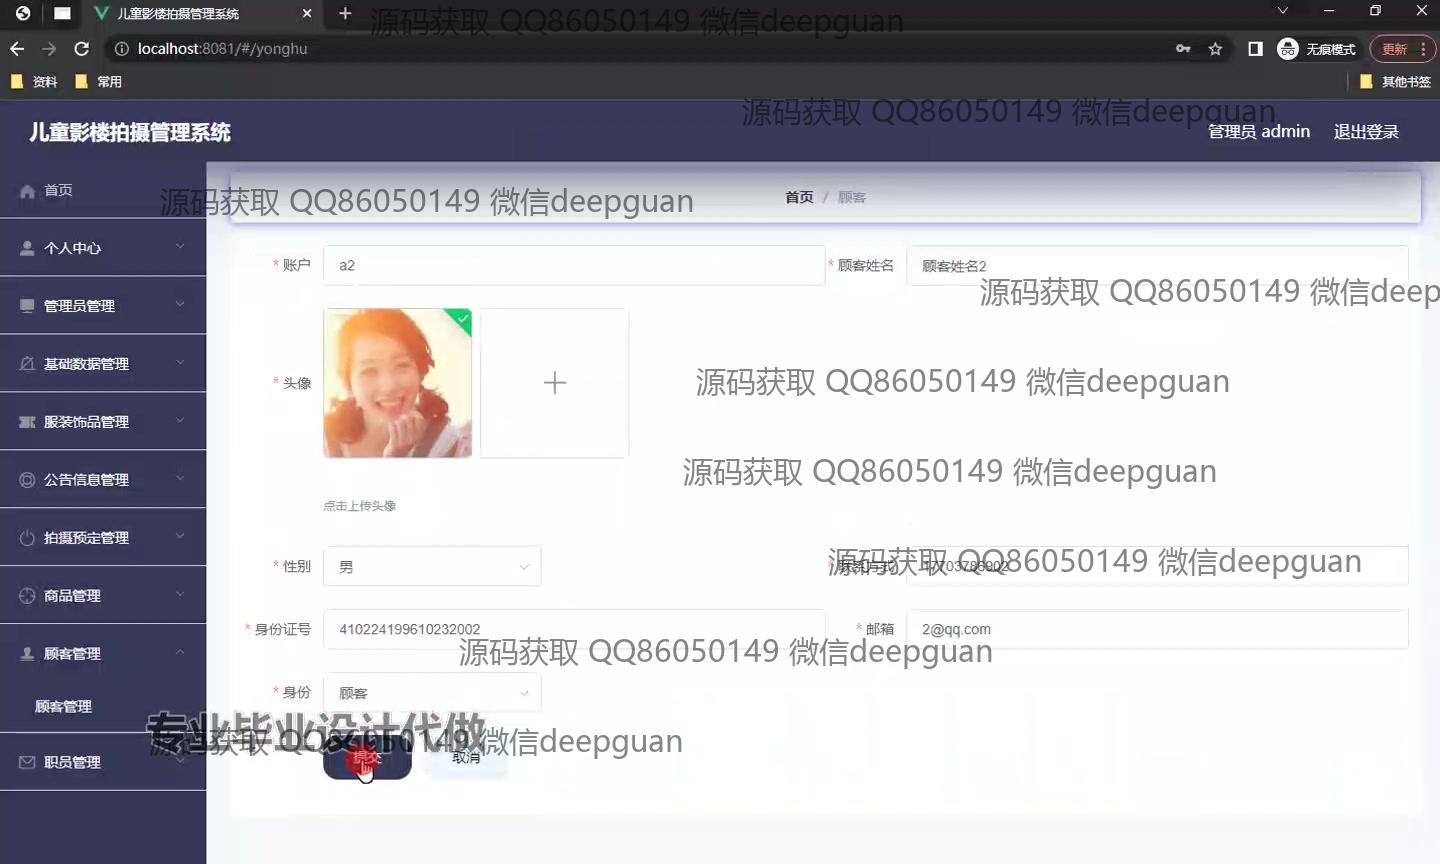 儿童影楼拍摄管理系统
源码获取 QQ86050149 微信deepguan
localhost:8081/#/yonghu
无痕模式
更新
资料
常用
其他书签
源码获取 QQ86050149 微信deepguan
儿童影楼拍摄管理系统
管理员 admin
退出登录
首页
源码获取 QQ86050149 微信deepguan
首页 / 顾客
个人中心
* 账户
a2
* 顾客姓名
顾客姓名2
源码获取 QQ86050149 微信deep
管理员管理
基础数据管理
* 头像
源码获取 QQ86050149 微信deepguan
服装饰品管理
公告信息管理
源码获取 QQ86050149 微信deepguan
点击上传头像
拍摄预定管理
* 性别
男
源码获取 QQ86050149 微信deepguan
17703786902
商品管理
* 身份证号
410224199610232002
* 邮箱
2@qq.com
顾客管理
源码获取 QQ86050149 微信deepguan
* 身份
顾客
顾客管理
专业毕业设计代做
源码获取 QQ86050149 微信deepguan
职员管理
提交
取消